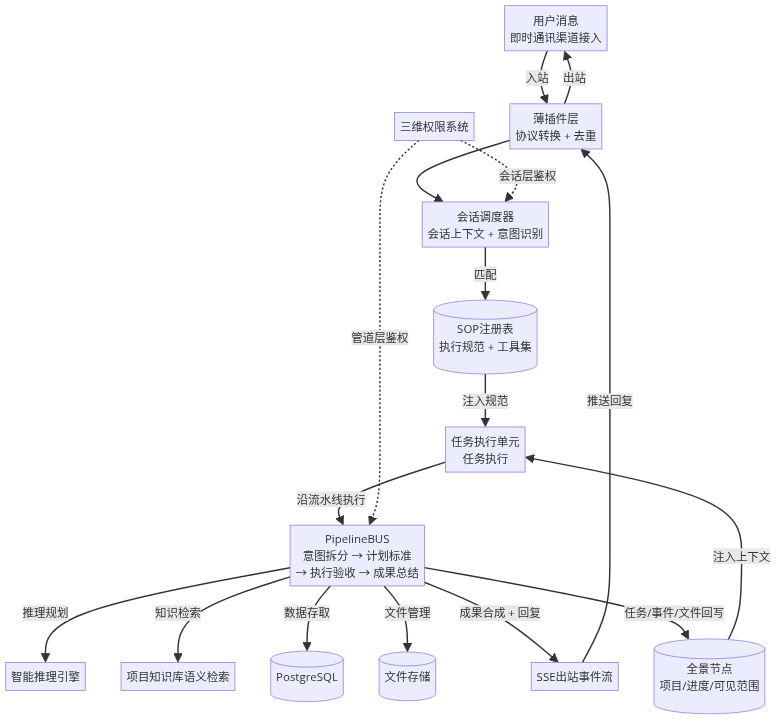 用户消息
即时通讯渠道接入
入站
出站
薄插件层
协议转换 + 去重
三维权限系统
会话层鉴权
会话调度器
会话上下文 + 意图识别
匹配
SOP注册表
执行规范 + 工具集
管道层鉴权
注入规范
推送回复
任务执行单元
任务执行
沿流水线执行
PipelineBUS
意图拆分 → 计划标准
→ 执行验收 → 成果总结
注入上下文
推理规划
知识检索
数据存取
文件管理
成果合成 + 回复
任务/事件/文件回写
智能推理引擎
项目知识库语义检索
PostgreSQL
文件存储
SSE出站事件流
全景节点
项目/进度/可见范围